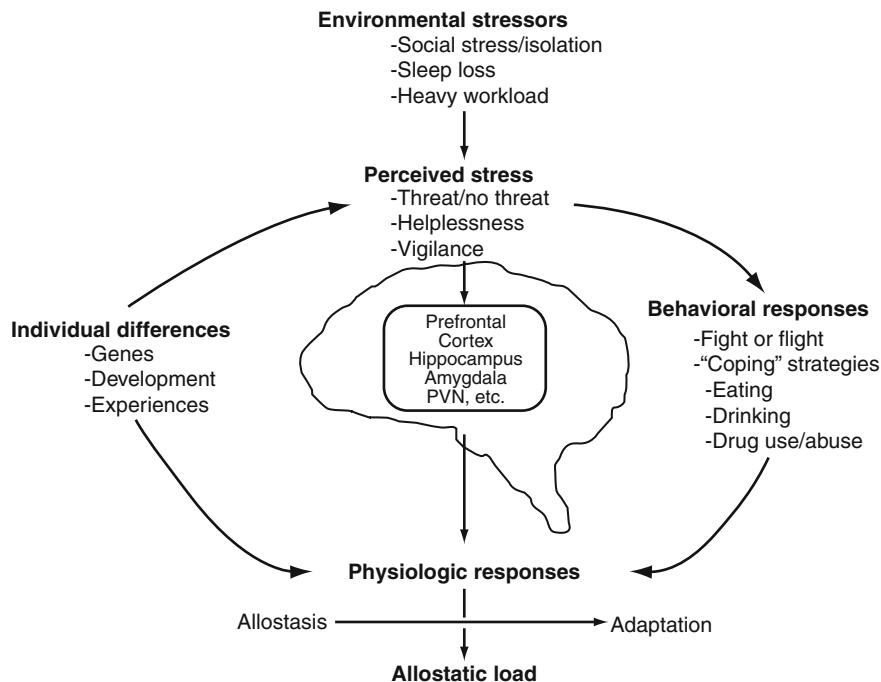 Environmental stressors
-Social stress/isolation
-Sleep loss
-Heavy workload
Perceived stress
-Threat/no threat
-Helplessness
-Vigilance
Individual differences
-Genes
-Development
-Experiences
Prefrontal
Cortex
Hippocampus
Amygdala
PVN, etc.
Behavioral responses
-Fight or flight
-“Coping” strategies
-Eating
-Drinking
-Drug use/abuse
Physiologic responses
Allostasis
Adaptation
Allostatic load